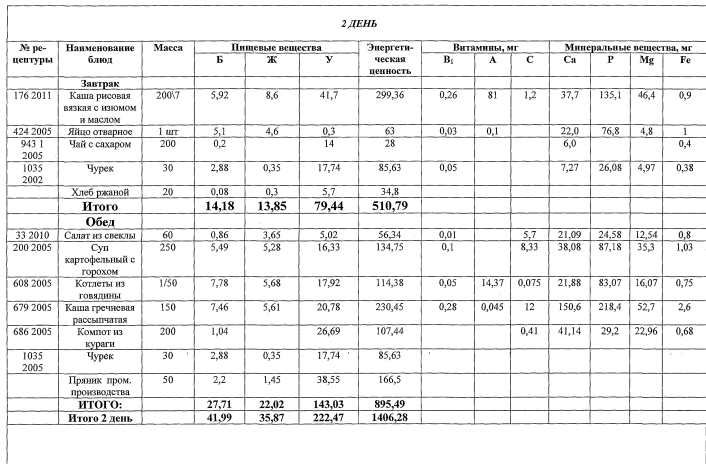 2 ДЕНЬ
№ ре- Наименование Масса Пищевые вещества Энергети- Витамины, мг Минеральные вещества, мг
цептуры блюд Б Ж У ческая ценность В1 А С Са Р Mg Fe
Завтрак
176 2011 Каша рисовая вязкая с изюмом и маслом 200\7 5,92 8,6 41,7 299,36 0,26 81 1,2 37,7 135,1 46,4 0,9
424 2005 Яйцо отварное 1 шт 5,1 4,6 0,3 63 0,03 0,1 22,0 76,8 4,8 1
943 1 2005 Чай с сахаром 200 0,2 14 28 6,0 0,4
1035 2002 Чурек 30 2,88 0,35 17,74 85,63 0,05 7,27 26,08 4,97 0,38
Хлеб ржаной 20 0,08 0,3 5,7 34,8
Итого 14,18 13,85 79,44 510,79
Обед
33 2010 Салат из свеклы 60 0,86 3,65 5,02 56,34 0,01 5,7 21,09 24,58 12,54 0,8
200 2005 Суп картофельный с горохом 250 5,49 5,28 16,33 134,75 0,1 8,33 38,08 87,18 35,3 1,03
608 2005 Котлеты из говядины 1/50 7,78 5,68 17,92 114,38 0,05 14,37 0,075 21,88 83,07 16,07 0,75
679 2005 Каша гречневая рассыпчатая 150 7,46 5,61 20,78 230,45 0,28 0,045 12 150,6 218,4 52,7 2,6
686 2005 Компот из кураги 200 1,04 26,69 107,44 0,41 41,14 29,2 22,96 0,68
1035 2005 Чурек 30 2,88 0,35 17,74 85,63
Пряник пром. производства 50 2,2 1,45 38,55 166,5
ИТОГО: 27,71 22,02 143,03 895,49
Итого 2 день 41,99 35,87 222,47 1406,28